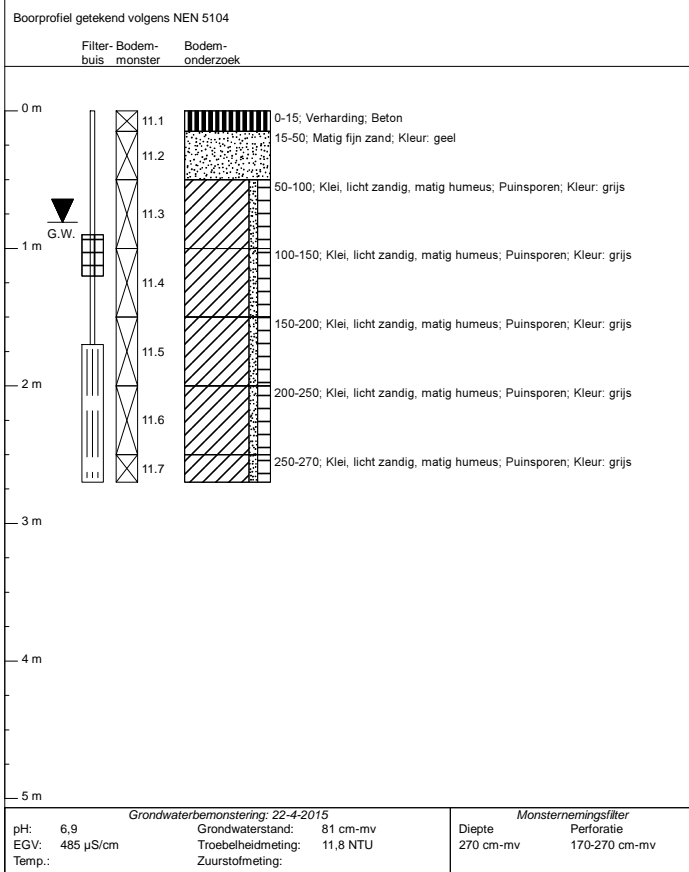 Boorprofiel getekend volgens NEN 5104
Filter- Bodem- Bodem-
buis monster onderzoek
0 m
11.1 0-15; Verharding; Beton
11.2 15-50; Matig fijn zand; Kleur: geel
50-100; Klei, licht zandig, matig humeus; Puinsporen; Kleur: grijs
11.3
G.W.
1 m
100-150; Klei, licht zandig, matig humeus; Puinsporen; Kleur: grijs
11.4
150-200; Klei, licht zandig, matig humeus; Puinsporen; Kleur: grijs
11.5
2 m
200-250; Klei, licht zandig, matig humeus; Puinsporen; Kleur: grijs
11.6
250-270; Klei, licht zandig, matig humeus; Puinsporen; Kleur: grijs
11.7
3 m
4 m
5 m
Grondwaterbemonstering: 22-4-2015 Monsternemingsfilter
pH: 6,9 Grondwaterstand: 81 cm-mv Diepte Perforatie
EGV: 485 µS/cm Troebelheidmeting: 11,8 NTU 270 cm-mv 170-270 cm-mv
Temp.: Zuurstofmeting: